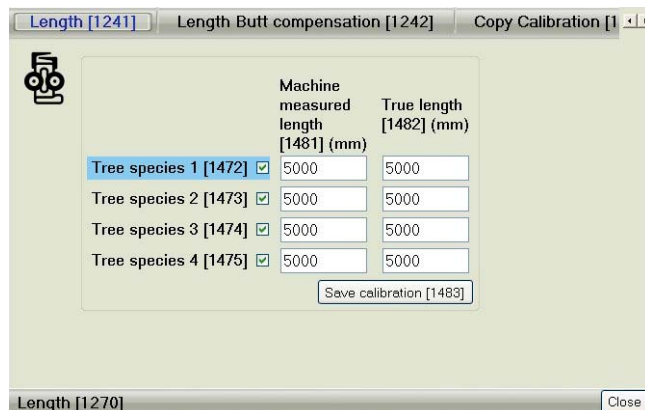 Length [1241] Length Butt compensation [1242] Copy Calibration [1
Machine
measured
length
[1481] (mm)
True length
[1482] (mm)
Tree species 1 [1472] 5000 5000
Tree species 2 [1473] 5000 5000
Tree species 3 [1474] 5000 5000
Tree species 4 [1475] 5000 5000
Save calibration [1483]
Length [1270] Close